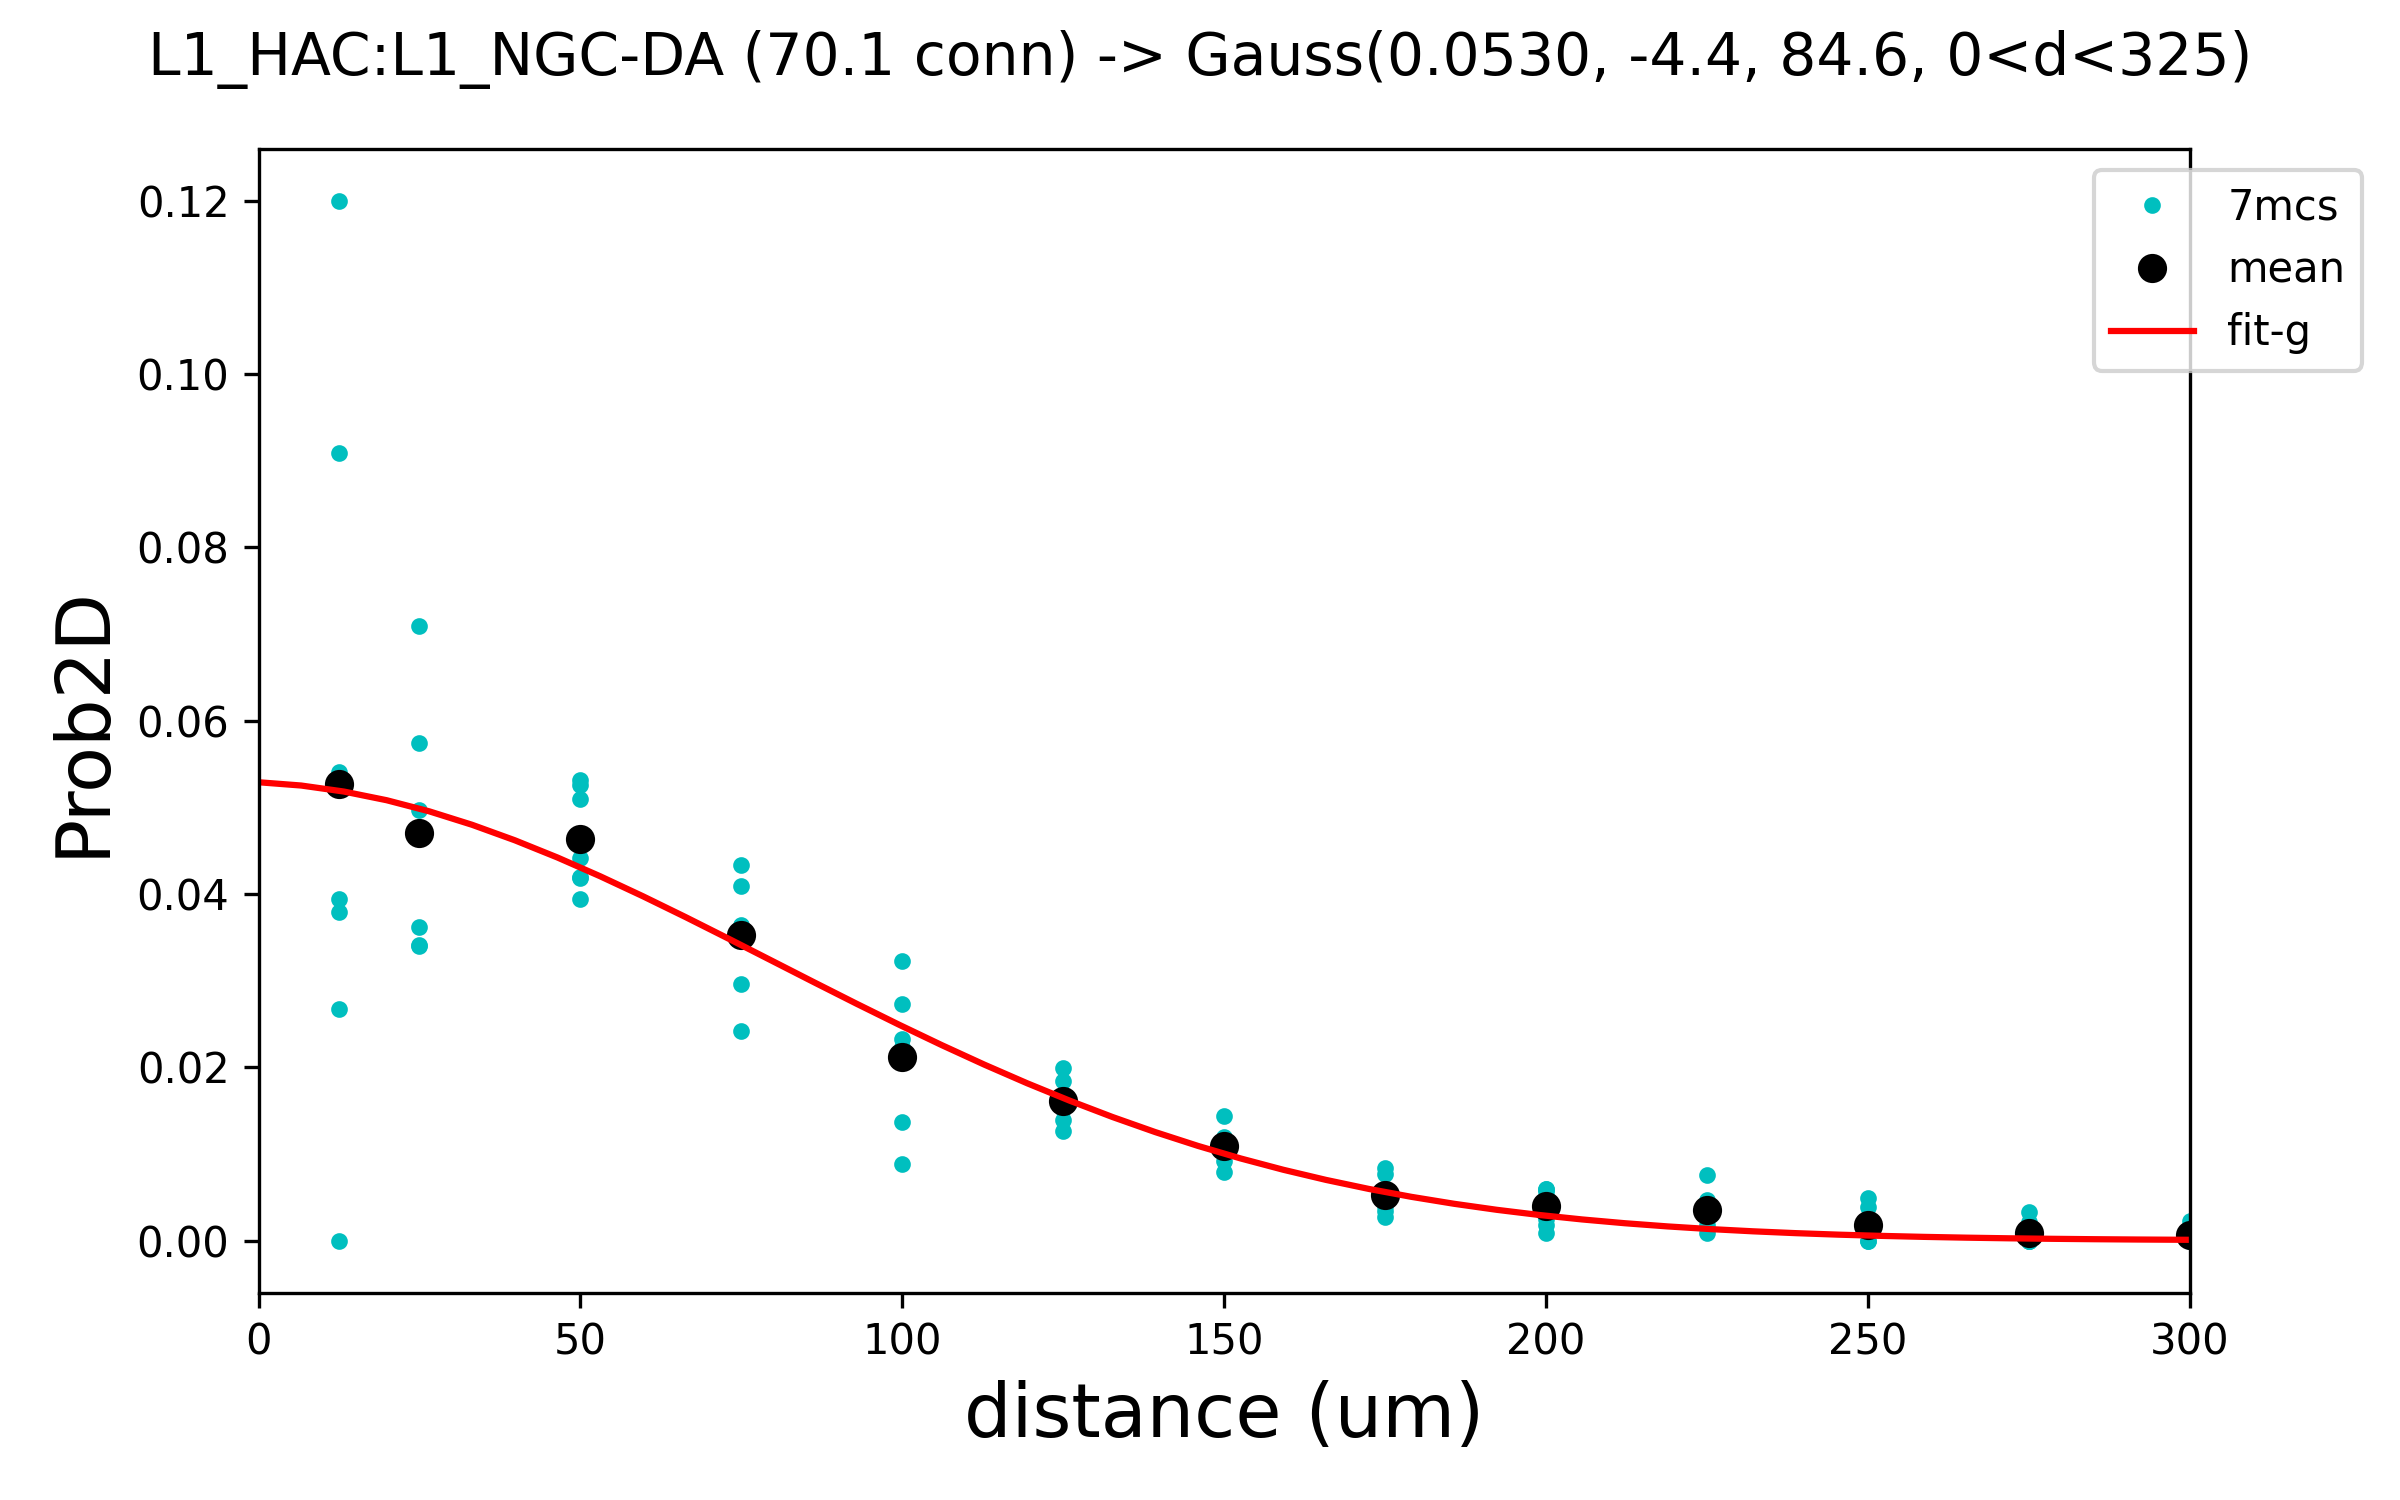 L1_HAC:L1_NGC-DA (70.1 conn) -> Gauss(0.0530, -4.4, 84.6, 0<d<325)
7mcs
mean
fit-g
0.12
0.10
0.08
0.06
0.04
0.02
0.00
Prob2D
0 50 100 150 200 250 300
distance (um)